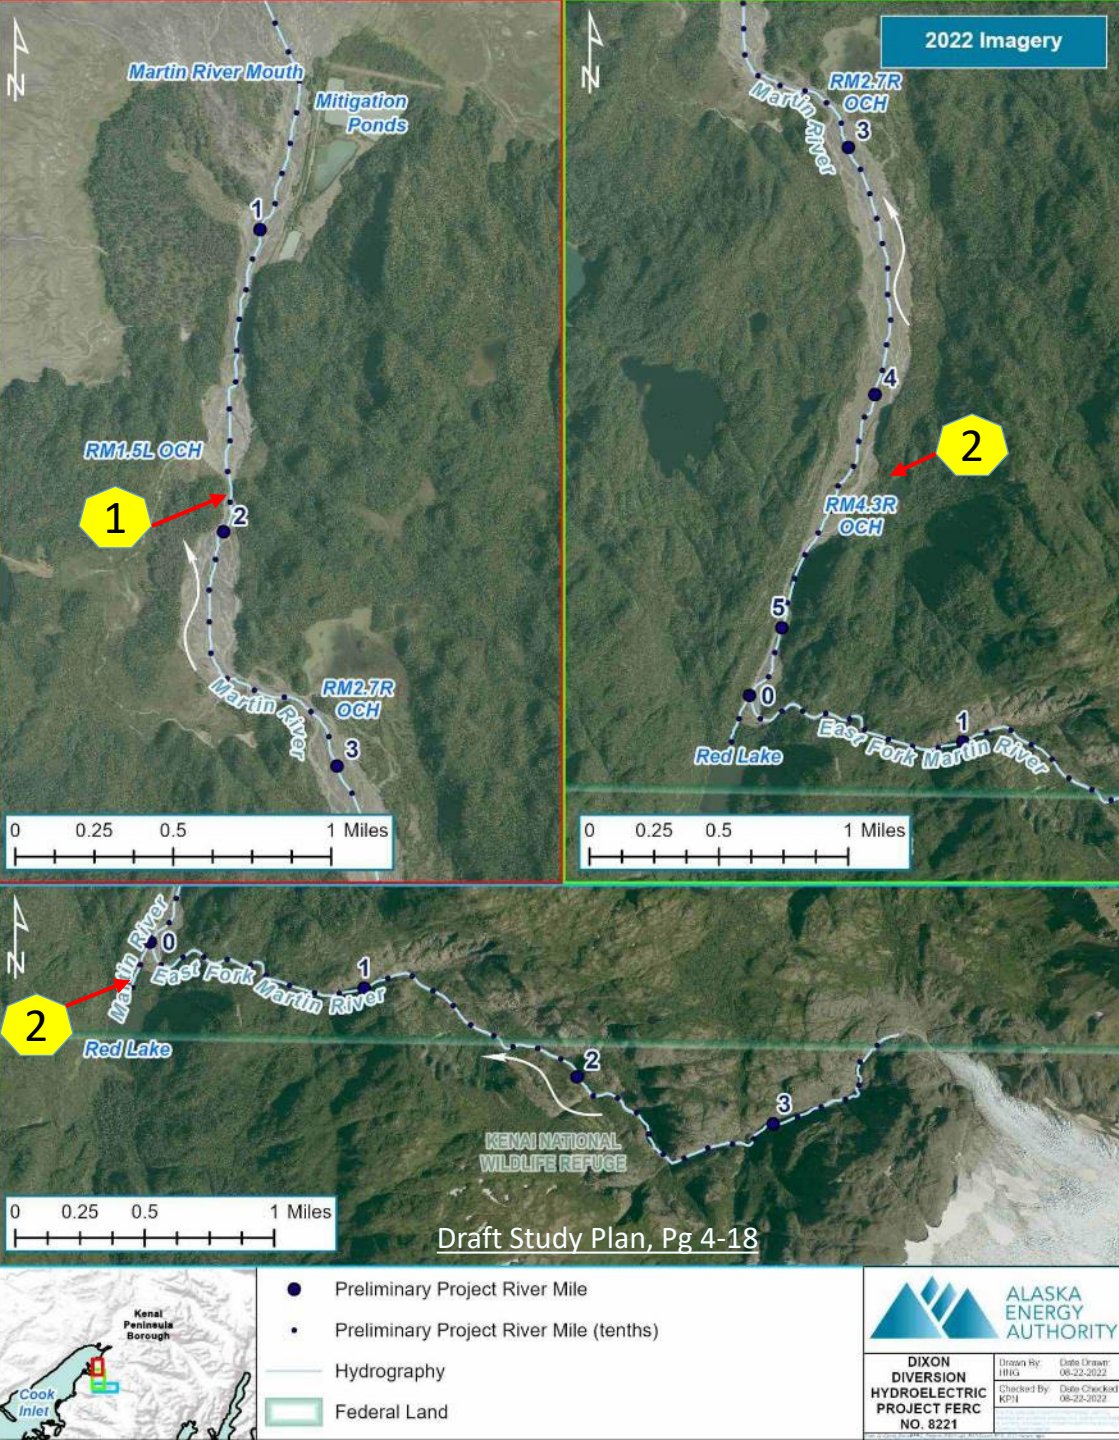 2022 Imagery
N
Martin River Mouth
Mitigation
Ponds
1
RM1.5L OCH
1
2
Martin River
RM2.7R
OCH
3
0 0.25 0.5 1 Miles
N
RM2.7R
OCH
Martin River
3
4
2
RM4.3R
OCH
5
0
1
East Fork Martin River
Red Lake
0 0.25 0.5 1 Miles
N
Martin River
0
1
East Fork Martin River
2
Red Lake
2
3
KENAI NATIONAL
WILDLIFE REFUGE
0 0.25 0.5 1 Miles
Draft Study Plan, Pg 4-18
Kenai
Peninsula
Borough
Cook
Inlet
Preliminary Project River Mile
Preliminary Project River Mile (tenths)
Hydrography
Federal Land
ALASKA
ENERGY
AUTHORITY
DIXON
DIVERSION
HYDROELECTRIC
PROJECT FERC
NO. 8221
Drawn By:
HNG
Date Drawn:
08-22-2022
Checked By:
KPN
Date Checked:
08-22-2022